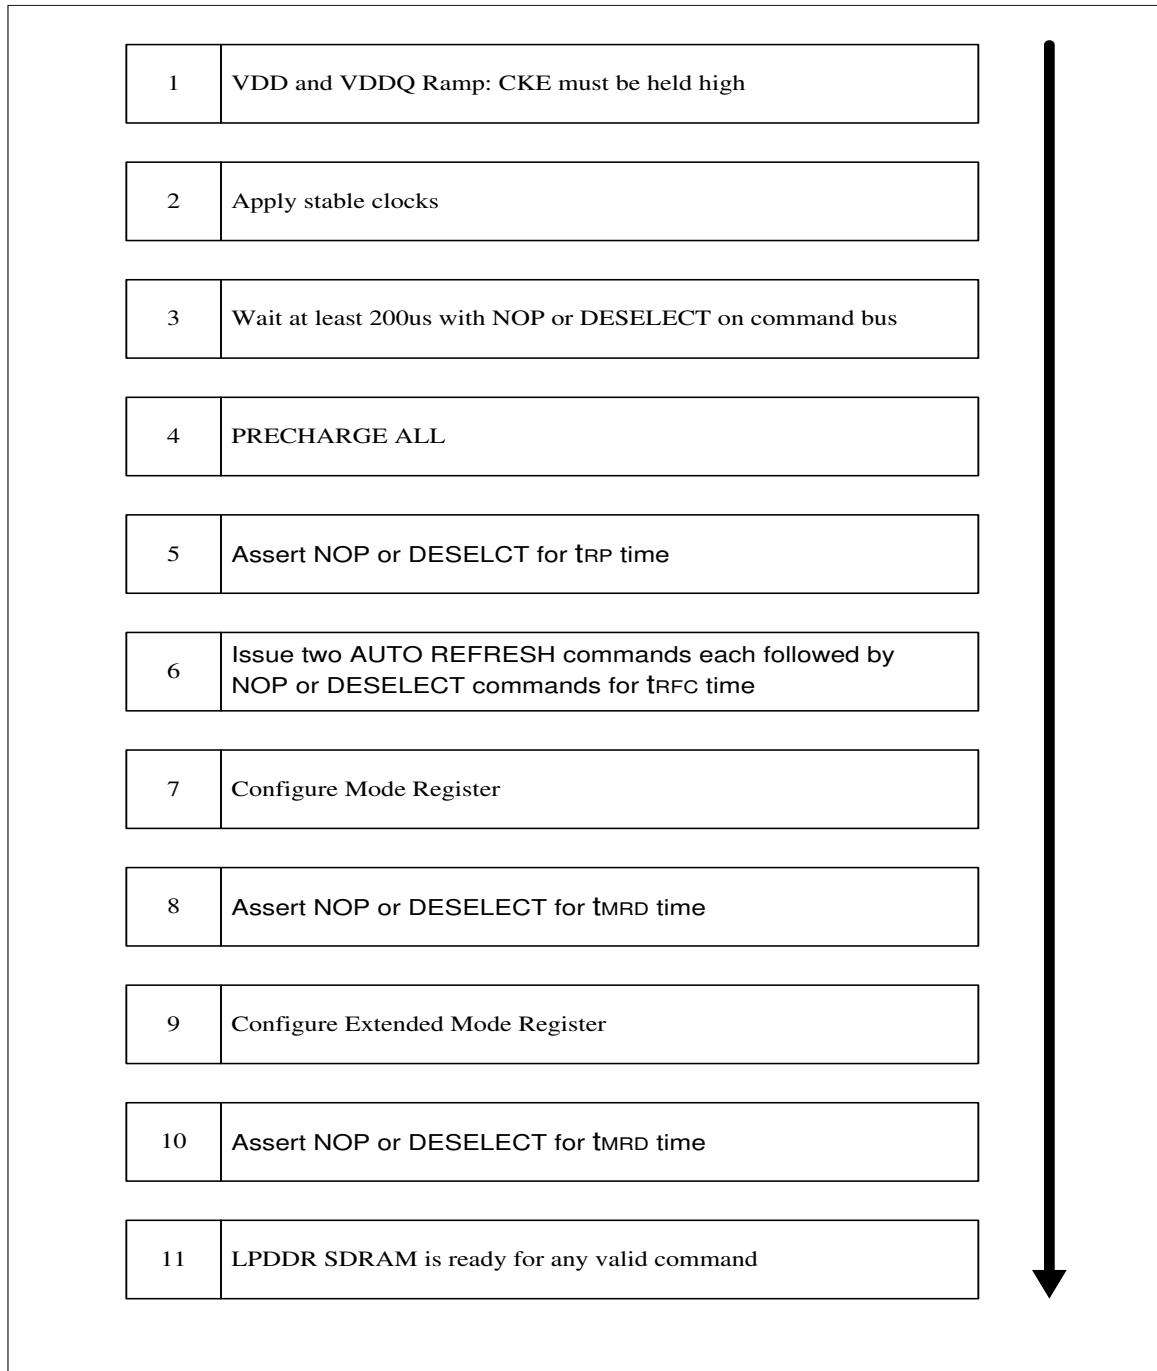 1 VDD and VDDQ Ramp: CKE must be held high
2 Apply stable clocks
3 Wait at least 200us with NOP or DESELECT on command bus
4 PRECHARGE ALL
5 Assert NOP or DESELCT for tRP time
6 Issue two AUTO REFRESH commands each followed by
NOP or DESELECT commands for tRFC time
7 Configure Mode Register
8 Assert NOP or DESELECT for tMRD time
9 Configure Extended Mode Register
10 Assert NOP or DESELECT for tMRD time
11 LPDDR SDRAM is ready for any valid command